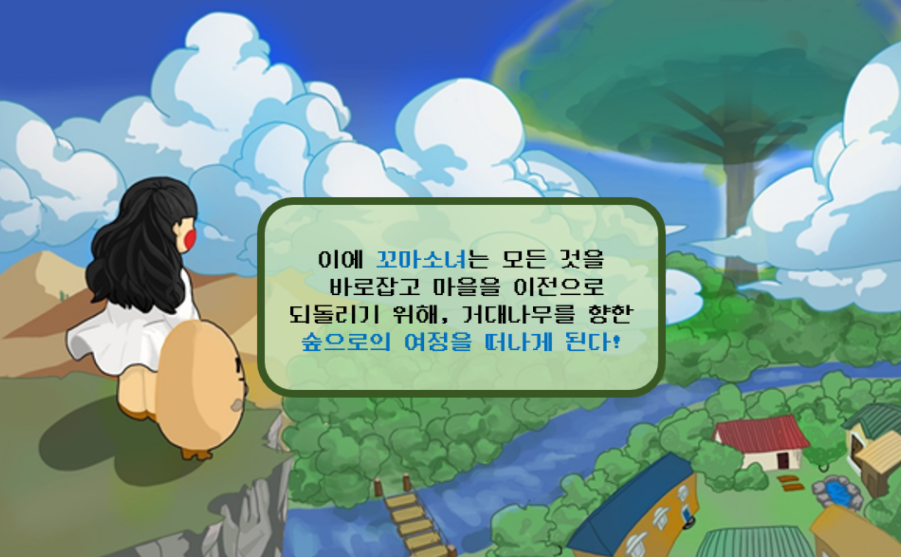 이에 꼬마소녀는 모든 것을
바로잡고 마을을 이전으로
되돌리기 위해, 거대나무를 향한
숲으로의 여정을 떠나게 된다!